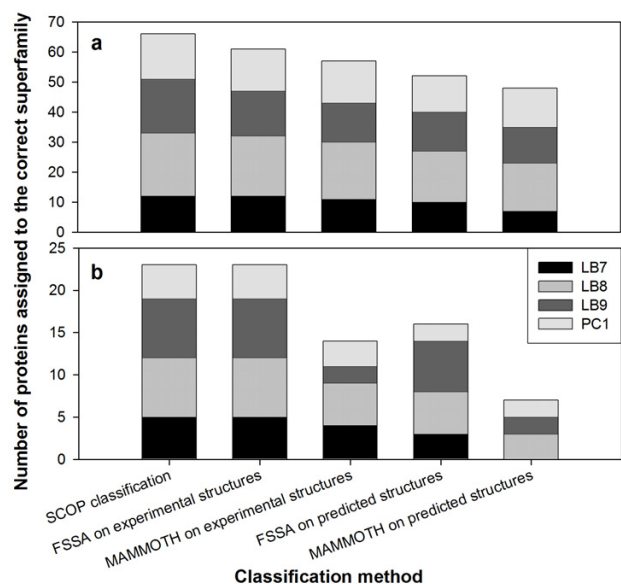 Number of proteins assigned to the correct superfamily
70
60
50
40
30
20
10
0
a
25
20
15
10
5
0
b
LB7
LB8
LB9
PC1
SCOP classification
FSSA on experimental structures
MAMMOTH on experimental structures
FSSA on predicted structures
MAMMOTH on predicted structures
Classification method